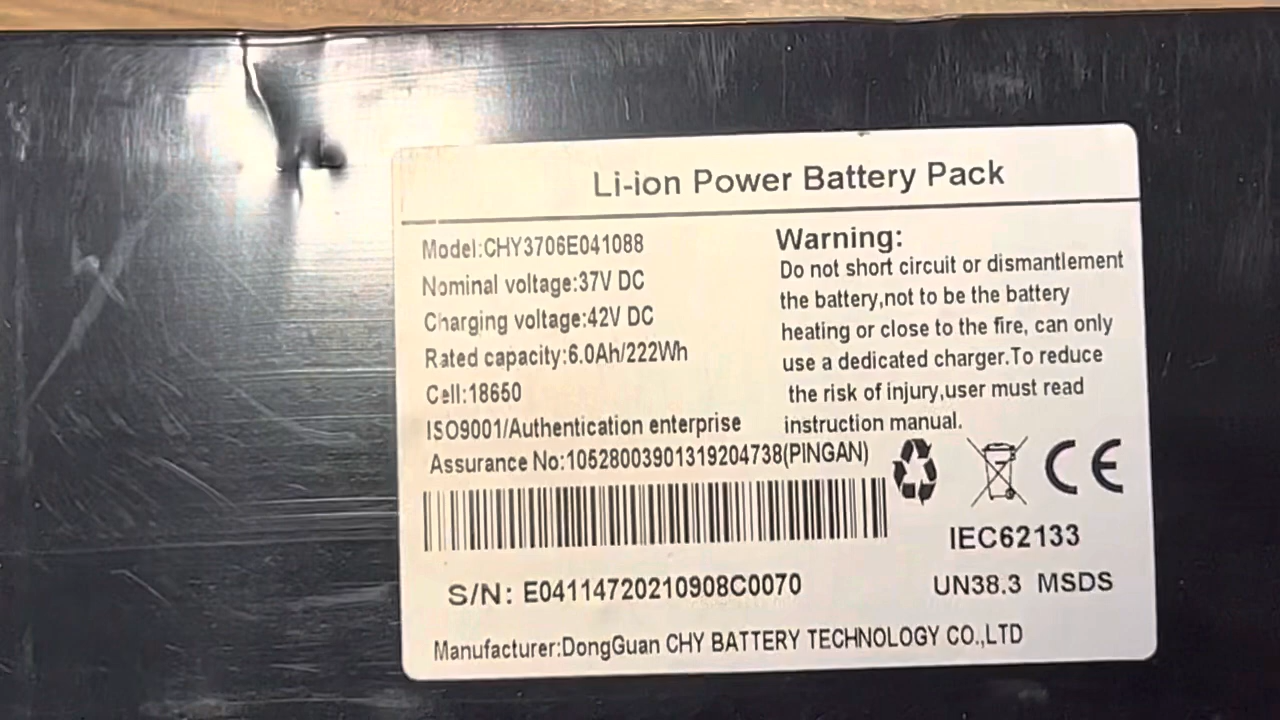 Li-ion Power Battery Pack
Model:CHY3706E041088
Nominal voltage:37V DC
Charging voltage:42V DC
Rated capacity:6.0Ah/222Wh
Cell:18650
ISO9001/Authentication enterprise
Assurance No:10528003901319204738(PINGAN)
Warning:
Do not short circuit or dismantlement
the battery,not to be the battery
heating or close to the fire, can only
use a dedicated charger.To reduce
the risk of injury,user must read
instruction manual.
CE
IEC62133
UN38.3 MSDS
S/N: E04114720210908C0070
Manufacturer:DongGuan CHY BATTERY TECHNOLOGY CO.,LTD